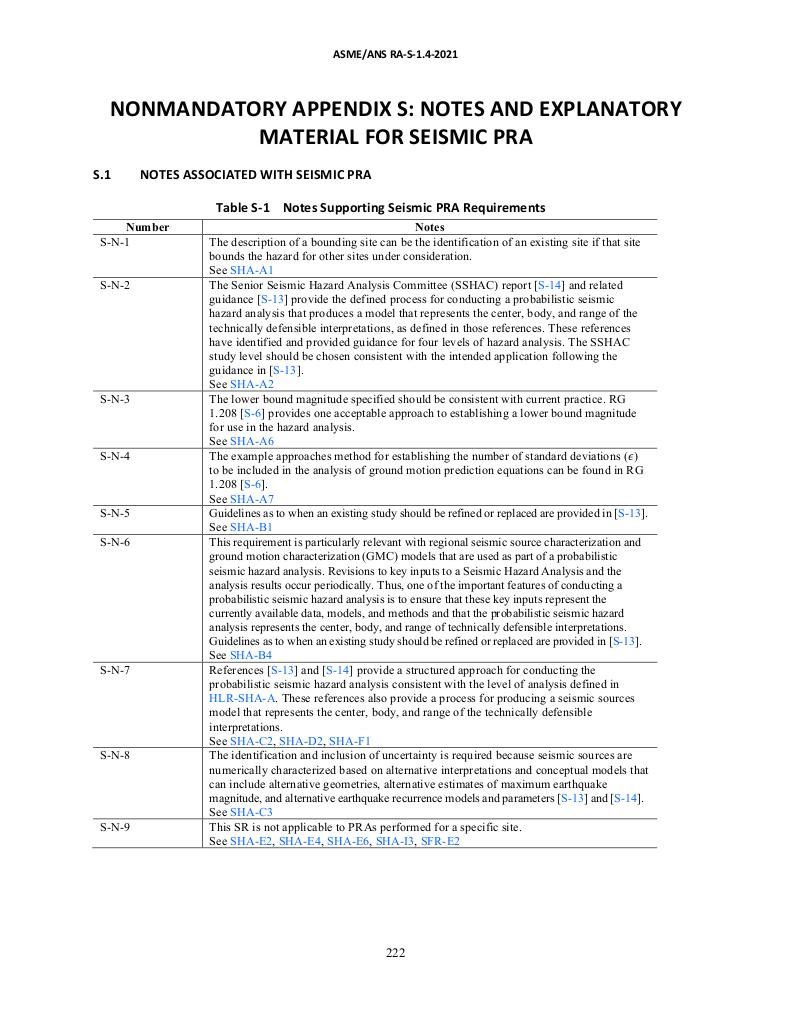 ASME/ANS RA-S-1.4-2021
NONMANDATORY APPENDIX S: NOTES AND EXPLANATORY
MATERIAL FOR SEISMIC PRA
S.1 NOTES ASSOCIATED WITH SEISMIC PRA
Table S-1 Notes Supporting Seismic PRA Requirements
Number Notes
S-N-1 The description of a bounding site can be the identification of an existing site if that site
bounds the hazard for other sites under consideration.
See SHA-A1
S-N-2 The Senior Seismic Hazard Analysis Committee (SSHAC) report [S-14] and related
guidance [S-13] provide the defined process for conducting a probabilistic seismic
hazard analysis that produces a model that represents the center, body, and range of the
technically defensible interpretations, as defined in those references. These references
have identified and provided guidance for four levels of hazard analysis. The SSHAC
study level should be chosen consistent with the intended application following the
guidance in [S-13].
See SHA-A2
S-N-3 The lower bound magnitude specified should be consistent with current practice. RG
1.208 [S-6] provides one acceptable approach to establishing a lower bound magnitude
for use in the hazard analysis.
See SHA-A6
S-N-4 The example approaches method for establishing the number of standard deviations (ϵ)
to be included in the analysis of ground motion prediction equations can be found in RG
1.208 [S-6].
See SHA-A7
S-N-5 Guidelines as to when an existing study should be refined or replaced are provided in [S-13].
See SHA-B1
S-N-6 This requirement is particularly relevant with regional seismic source characterization and
ground motion characterization (GMC) models that are used as part of a probabilistic
seismic hazard analysis. Revisions to key inputs to a Seismic Hazard Analysis and the
analysis results occur periodically. Thus, one of the important features of conducting a
probabilistic seismic hazard analysis is to ensure that these key inputs represent the
currently available data, models, and methods and that the probabilistic seismic hazard
analysis represents the center, body, and range of technically defensible interpretations.
Guidelines as to when an existing study should be refined or replaced are provided in [S-13].
See SHA-B4
S-N-7 References [S-13] and [S-14] provide a structured approach for conducting the
probabilistic seismic hazard analysis consistent with the level of analysis defined in
HLR-SHA-A. These references also provide a process for producing a seismic sources
model that represents the center, body, and range of the technically defensible
interpretations.
See SHA-C2, SHA-D2, SHA-F1
S-N-8 The identification and inclusion of uncertainty is required because seismic sources are
numerically characterized based on alternative interpretations and conceptual models that
can include alternative geometries, alternative estimates of maximum earthquake
magnitude, and alternative earthquake recurrence models and parameters [S-13] and [S-14].
See SHA-C3
S-N-9 This SR is not applicable to PRAs performed for a specific site.
See SHA-E2, SHA-E4, SHA-E6, SHA-I3, SFR-E2
222